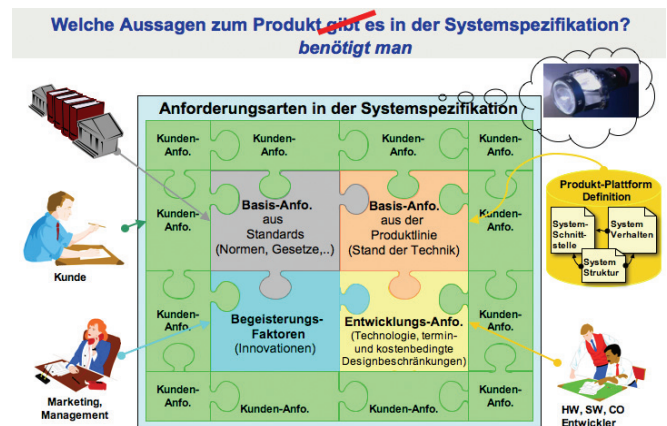 Welche Aussagen zum Produkt gibt es in der Systemspezifikation?
benötigt man
Anforderungsarten in der Systemspezifikation
Kunden-
Anfo.
Kunden-
Anfo.
Kunden-
Anfo.
Kunden-
Anfo.
Kunden-
Anfo.
Basis-Anfo.
aus
Standards
(Normen, Gesetze,..)
Basis-Anfo.
aus der
Produktlinie
(Stand der Technik)
Kunden-
Anfo.
Produkt-Plattform
Definition
System-
Schnitt-
stelle
System
Verhalten
System
Struktur
Kunde
Kunden-
Anfo.
Begeisterungs-
Faktoren
(Innovationen)
Entwicklungs-Anfo.
(Technologie, termin-
und kostenbedingte
Designbeschränkungen)
Kunden-
Anfo.
Kunden-
Anfo.
Kunden-Anfo.
Kunden-Anfo.
Kunden-
Anfo.
Marketing,
Management
HW, SW, CO
Entwickler